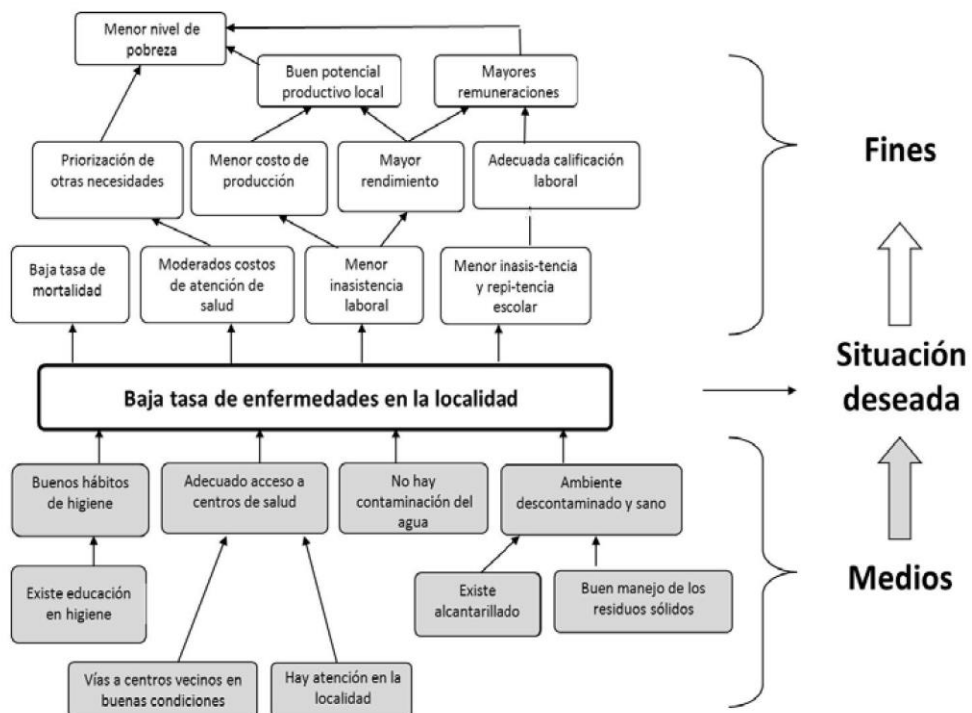 Menor nivel de
pobreza
Buen potencial
productivo local
Mayores
remuneraciones
Priorización de
otras necesidades
Menor costo de
producción
Mayor
rendimiento
Adecuada calificación
laboral
Fines
Baja tasa de
mortalidad
Moderados costos
de atención de
salud
Menor
inasistencia
laboral
Menor inasis-tencia
y repi-tencia
escolar
Baja tasa de enfermedades en la localidad
Situación
deseada
Buenos hábitos
de higiene
Adecuado acceso a
centros de salud
No hay
contaminación del
agua
Ambiente
descontaminado y sano
Existe educación
en higiene
Existe
alcantarillado
Buen manejo de los
residuos sólidos
Medios
Vías a centros vecinos en
buenas condiciones
Hay atención en la
localidad